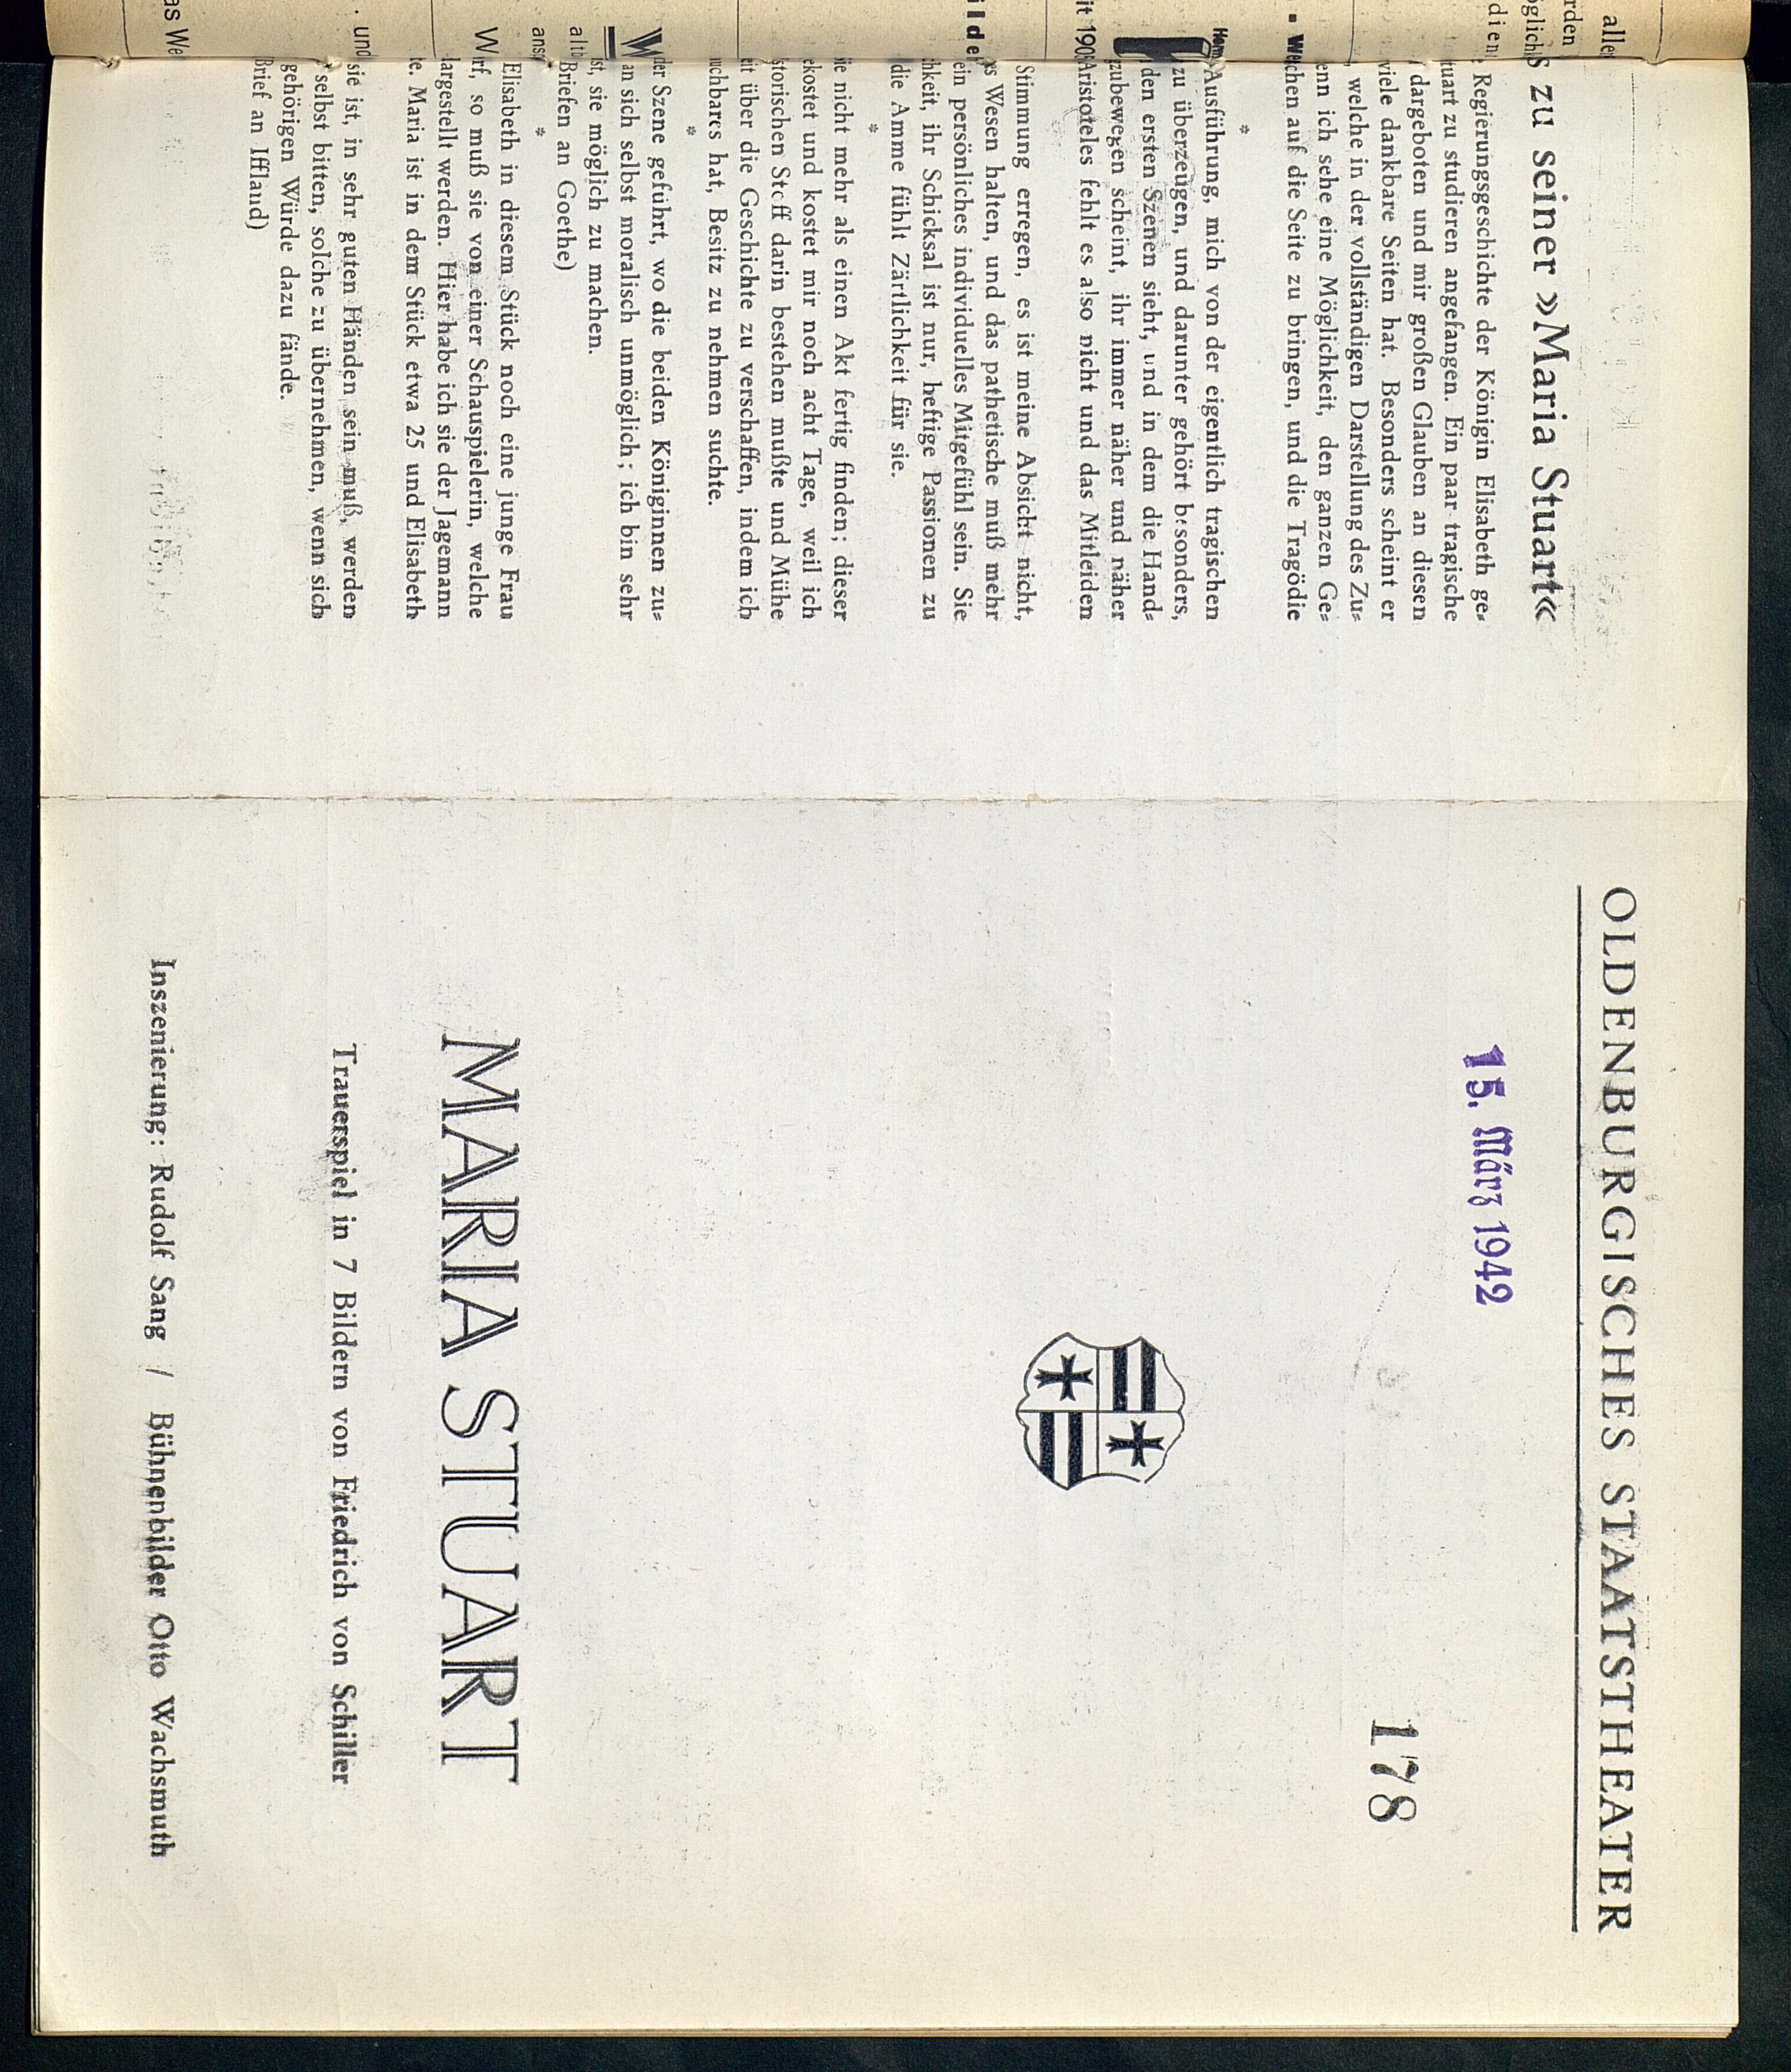 s zu seiner »Maria Stuart«
Regierungsgeschichte der Königin Elisabeth ge-
tuart zu studieren angefangen. Ein paar tragische
dargeboten und mir großen Glauben an diesen
viele dankbare Seiten hat. Besonders scheint er
, welche in der vollständigen Darstellung des Zu-
enn ich sehe eine Möglichkeit, den ganzen Ge-
chen auf die Seite zu bringen, und die Tragödie
*
Ausführung, mich von der eigentlich tragischen
zu überzeugen, und darunter gehört besonders,
den ersten Szenen sieht, und in dem die Hand-
zubewegen scheint, ihr immer näher und näher
Aristoteles fehlt es also nicht und das Mitleiden
Stimmung erregen, es ist meine Absicht nicht,
s Wesen halten, und das pathetische muß mehr
ein persönliches individuelles Mitgefühl sein. Sie
hkeit, ihr Schicksal ist nur, heftige Passionen zu
die Amme fühlt Zärtlichkeit für sie.
*
ie nicht mehr als einen Akt fertig finden; dieser
ekostet und kostet mir noch acht Tage, weil ich
storischen Stoff darin bestehen mußte und Mühe
eit über die Geschichte zu verschaffen, indem ich
uchbares hat, Besitz zu nehmen suchte.
*
der Szene geführt, wo die beiden Königinnen zu-
an sich selbst moralisch unmöglich; ich bin sehr
st, sie möglich zu machen.
Briefen an Goethe)
*
Elisabeth in diesem Stück noch eine junge Frau
rf, so muß sie von einer Schauspielerin, welche
largestellt werden. Hier habe ich sie der Jagemann
te. Maria ist in dem Stück etwa 25 und Elisabeth
sie ist, in sehr guten Händen sein muß, werden
selbst bitten, solche zu übernehmen, wenn sich
gehörigen Würde dazu fände.
Brief an Iffland)
OLDENBURGISCHES STAATSTHEATER
15. März 1942
178
MARIA STUART
Trauerspiel in 7 Bildern von Friedrich von Schiller
Inszenierung: Rudolf Sang / Bühnenbilder Otto Wachsmuth